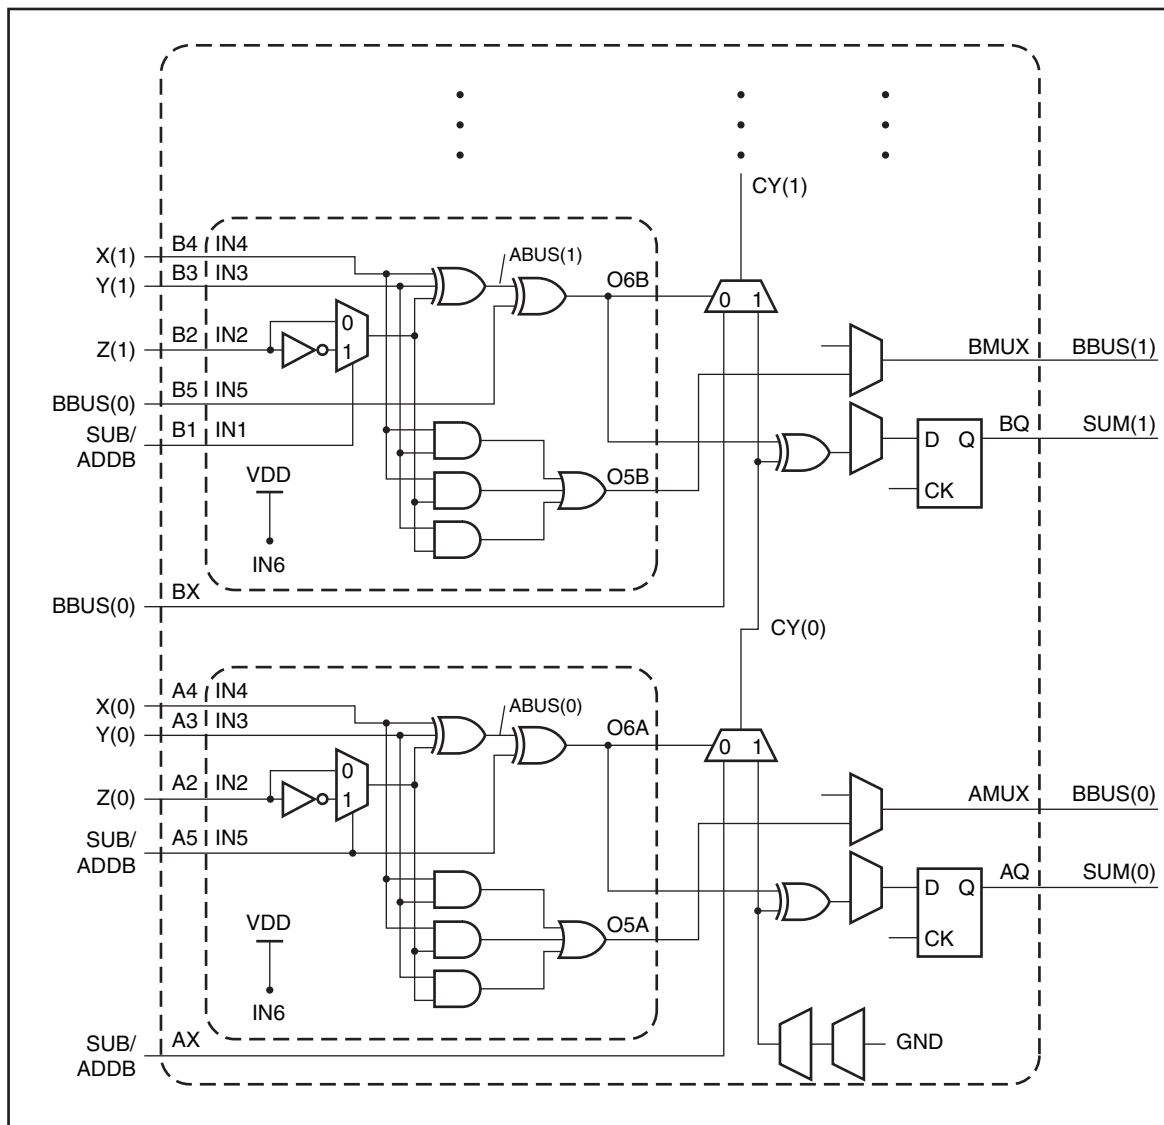 CY(1)
X(1) B4 IN4
ABUS(1)
O6B
Y(1) B3 IN3
0 1
0
Z(1) B2 IN2
1
BMUX BBUS(1)
BBUS(0) B5 IN5
SUB/
ADDB B1 IN1
BQ SUM(1)
D Q
VDD
O5B
CK
IN6
BBUS(0) BX
CY(0)
X(0) A4 IN4
ABUS(0)
O6A
Y(0) A3 IN3
0 1
0
Z(0) A2 IN2
1
AMUX BBUS(0)
SUB/
ADDB A5 IN5
AQ SUM(0)
D Q
VDD
O5A
CK
IN6
SUB/
ADDB AX
GND